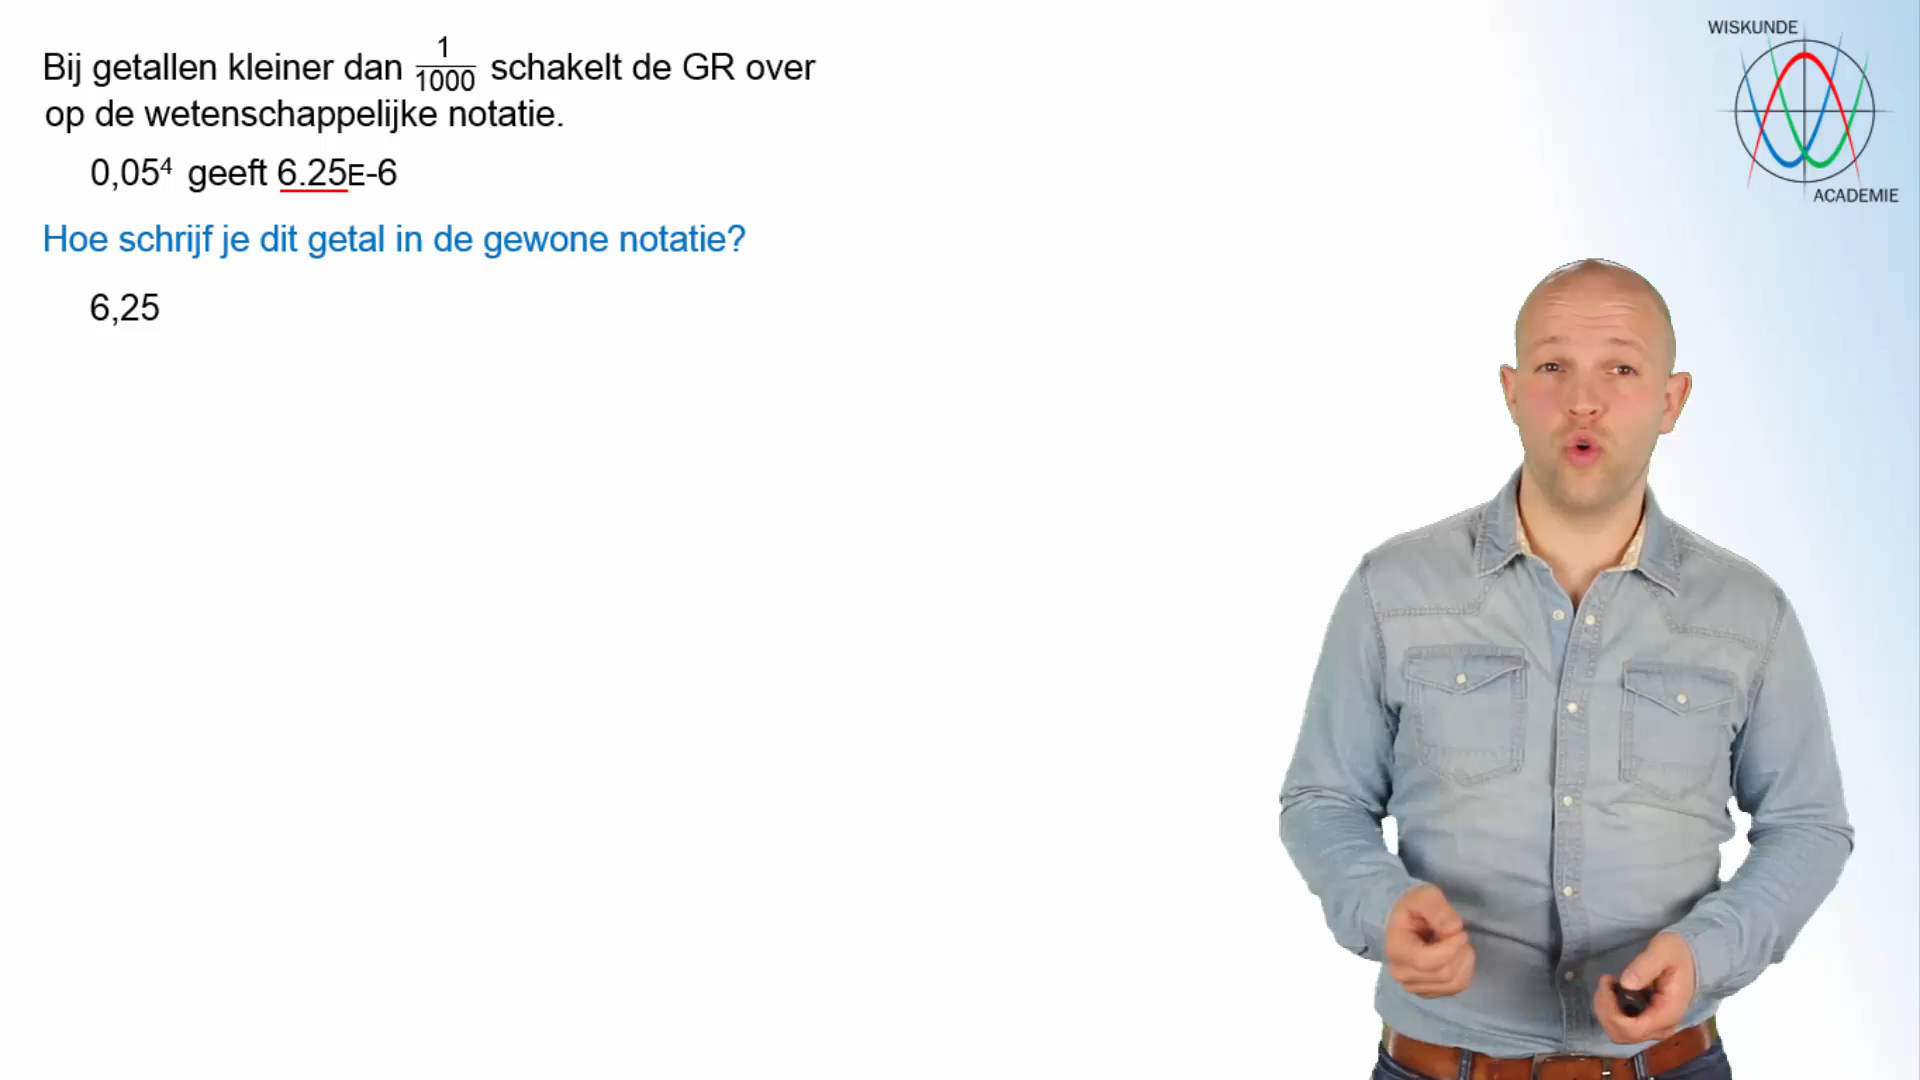 Bij getallen kleiner dan 1/1000 schakelt de GR over
op de wetenschappelijke notatie.
0,05⁴ geeft 6.25E-6
Hoe schrijf je dit getal in de gewone notatie?
6,25
WISKUNDE
ACADEMIE